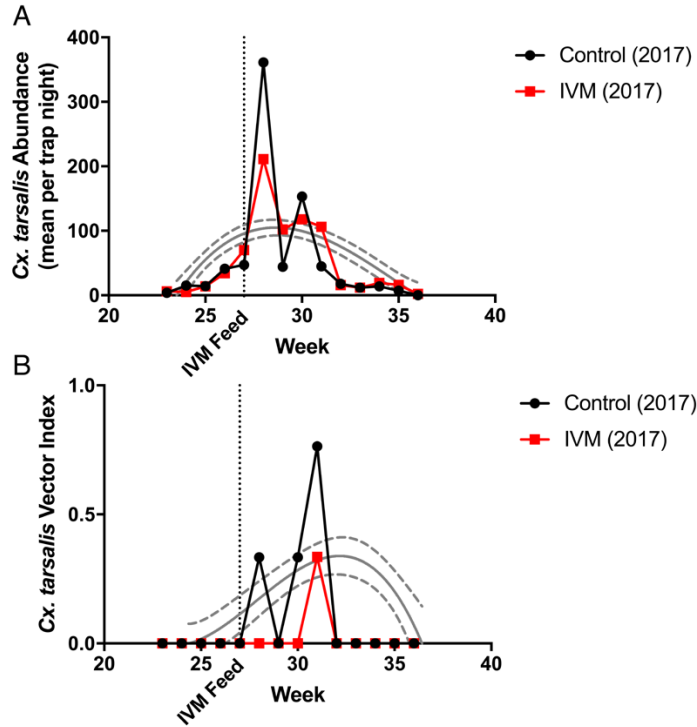 A
Cx. tarsalis Abundance
(mean per trap night)
400
300
200
100
0
20
25
30
35
40
IVM Feed
Week
Control (2017)
IVM (2017)
B
Cx. tarsalis Vector Index
1.0
0.5
0.0
20
25
30
35
40
IVM Feed
Week
Control (2017)
IVM (2017)